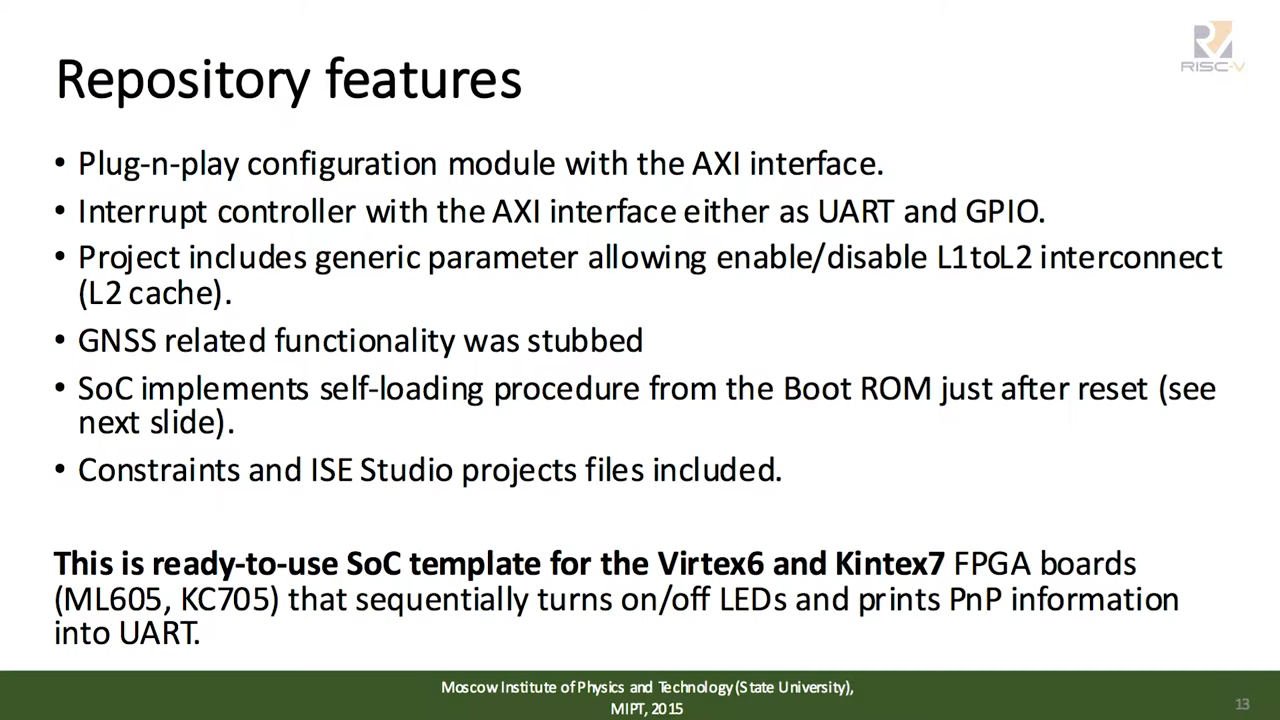 RISC-V
Repository features
• Plug-n-play configuration module with the AXI interface.
• Interrupt controller with the AXI interface either as UART and GPIO.
• Project includes generic parameter allowing enable/disable L1toL2 interconnect
(L2 cache).
• GNSS related functionality was stubbed
• SoC implements self-loading procedure from the Boot ROM just after reset (see
next slide).
• Constraints and ISE Studio projects files included.
This is ready-to-use SoC template for the Virtex6 and Kintex7 FPGA boards
(ML605, KC705) that sequentially turns on/off LEDs and prints PnP information
into UART.
Moscow Institute of Physics and Technology (State University),
MIPT, 2015
13